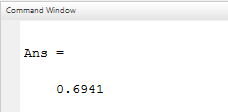 Command Window
Ans =
0.6941